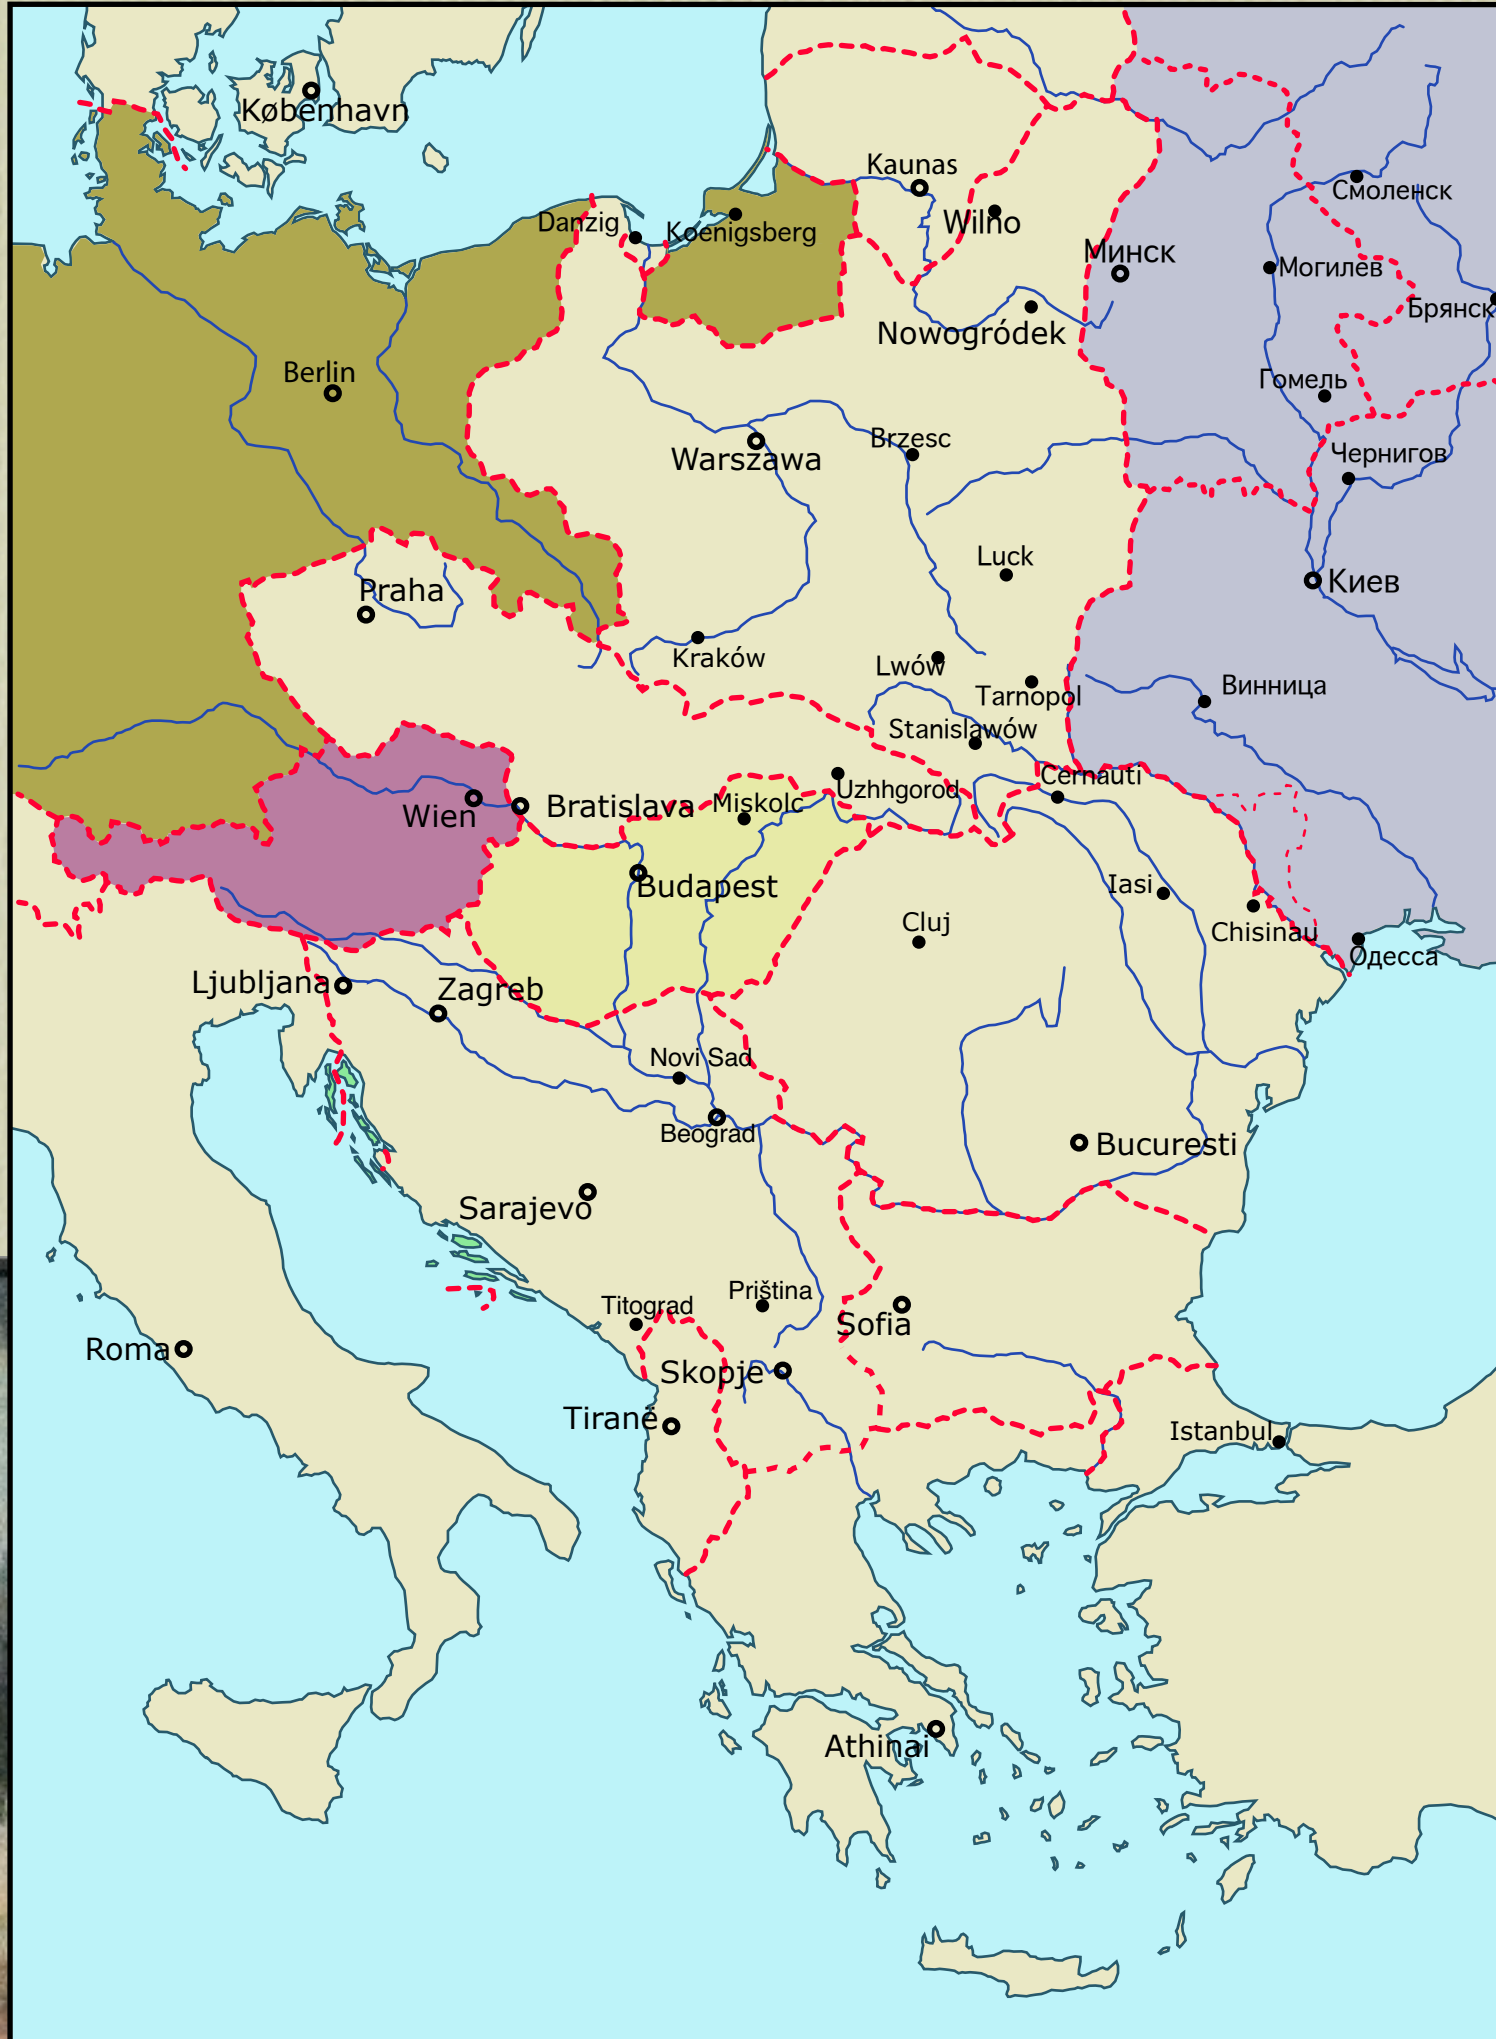 København
Kaunas
Смоленск
Danzig
Koenigsberg
Wilno
Минск
Могилев
Брянск
Nowogródek
Berlin
Гомель
Warszawa
Brzesc
Чернигов
Luck
Praha
Киев
Kraków
Lwów
Tarnopol
Винница
Stanislawów
Cernauti
Uzhhgorod
Wien
Bratislava
Miskolc
Budapest
Iasi
Cluj
Chisinau
Одесса
Ljubljana
Zagreb
Novi Sad
Beograd
Bucuresti
Sarajevo
Priština
Titograd
Sofia
Roma
Skopje
Tiranë
Istanbul
Athinai